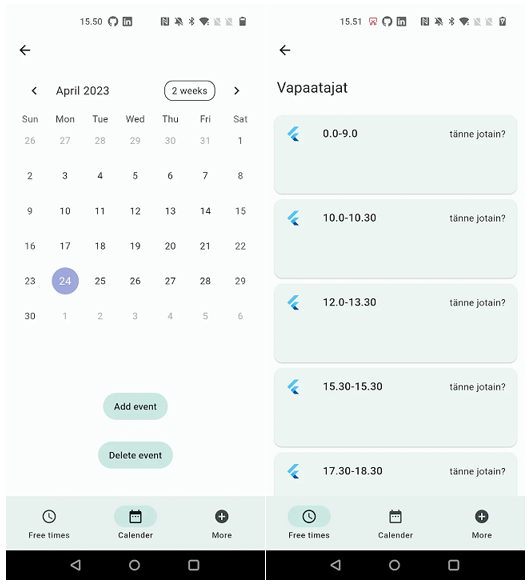 15.50
April 2023
2 weeks
Sun Mon Tue Wed Thu Fri Sat
26 27 28 29 30 31 1
2 3 4 5 6 7 8
9 10 11 12 13 14 15
16 17 18 19 20 21 22
23 24 25 26 27 28 29
30 1 2 3 4 5 6
Add event
Delete event
Free times Calender More
15.51
Vapaatajat
0.0-9.0 tänne jotain?
10.0-10.30 tänne jotain?
12.0-13.30 tänne jotain?
15.30-15.30 tänne jotain?
17.30-18.30 tänne jotain?
Free times Calender More